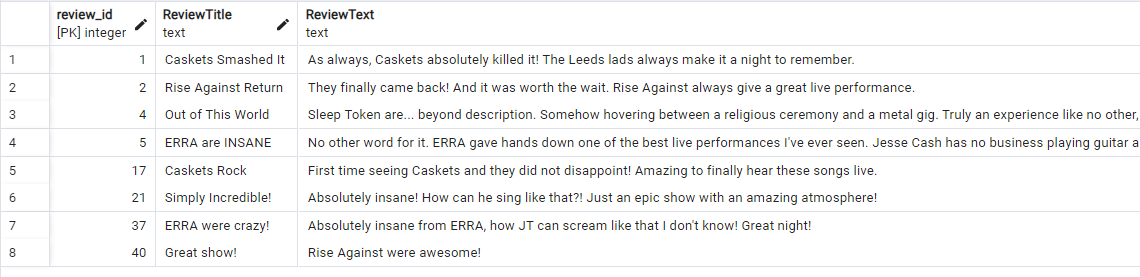 review_id ReviewTitle ReviewText
[PK] integer text text
1 1 Caskets Smashed It As always, Caskets absolutely killed it! The Leeds lads always make it a night to remember.
2 2 Rise Against Return They finally came back! And it was worth the wait. Rise Against always give a great live performance.
3 4 Out of This World Sleep Token are... beyond description. Somehow hovering between a religious ceremony and a metal gig. Truly an experience like no other,
4 5 ERRA are INSANE No other word for it. ERRA gave hands down one of the best live performances I've ever seen. Jesse Cash has no business playing guitar a
5 17 Caskets Rock First time seeing Caskets and they did not disappoint! Amazing to finally hear these songs live.
6 21 Simply Incredible! Absolutely insane! How can he sing like that?! Just an epic show with an amazing atmosphere!
7 37 ERRA were crazy! Absolutely insane from ERRA, how JT can scream like that I don't know! Great night!
8 40 Great show! Rise Against were awesome!